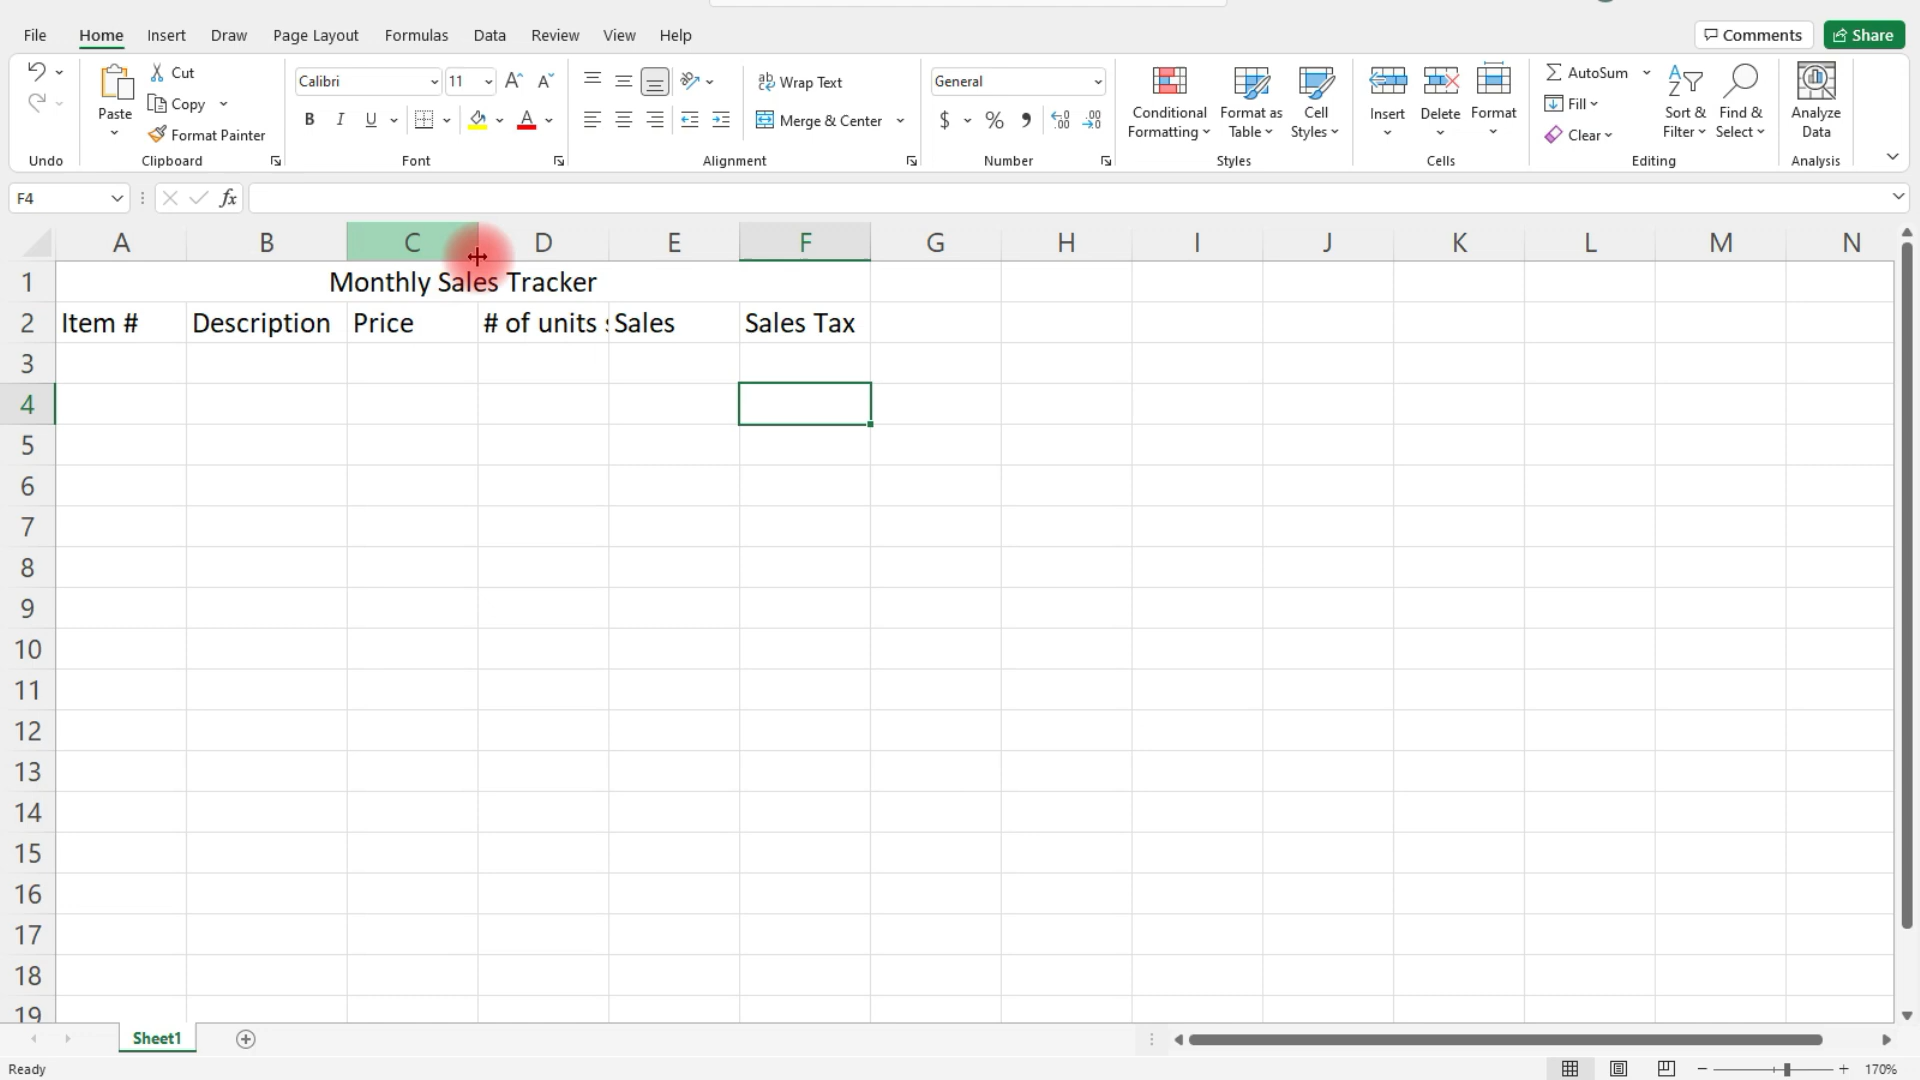 File Home Insert Draw Page Layout Formulas Data Review View Help Comments Share
Cut Calibri 11 Wrap Text General AutoSum
Paste Copy Conditional Formatting Format as Table Cell Styles Insert Delete Format Fill Sort & Filter Find & Select Analyze Data
Format Painter B I U Merge & Center $ % , Clear
Undo Clipboard Font Alignment Number Styles Cells Editing Analysis
F4 fx
A B C D E F G H I J K L M N
1 Monthly Sales Tracker
2 Item # Description Price # of units Sales Sales Tax
3
4
5
6
7
8
9
10
11
12
13
14
15
16
17
18
19
Sheet1
Ready 170%